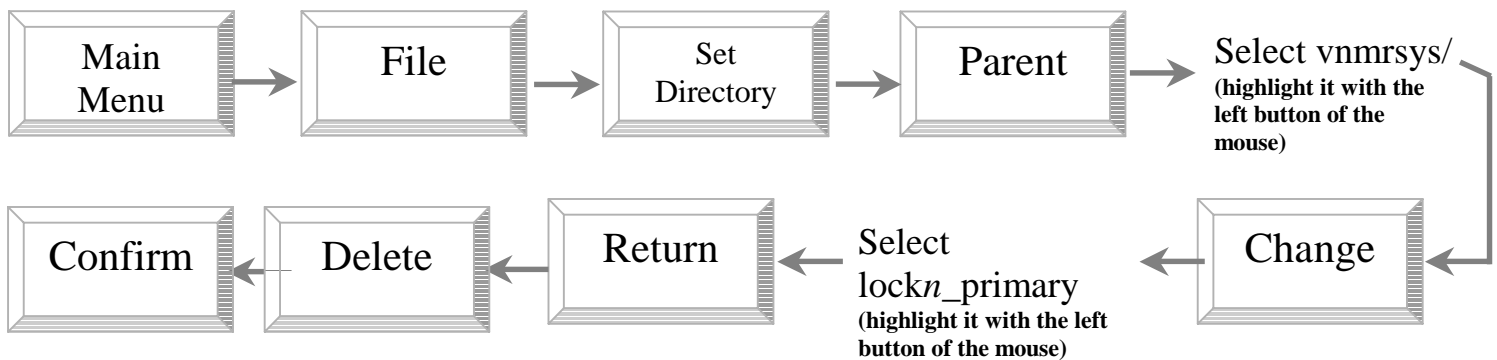 Main
Menu
File
Set
Directory
Parent
Select vnmrsys/
(highlight it with the
left button of the
mouse)
Change
Select
lockn_primary
(highlight it with the left
button of the mouse)
Return
Delete
Confirm